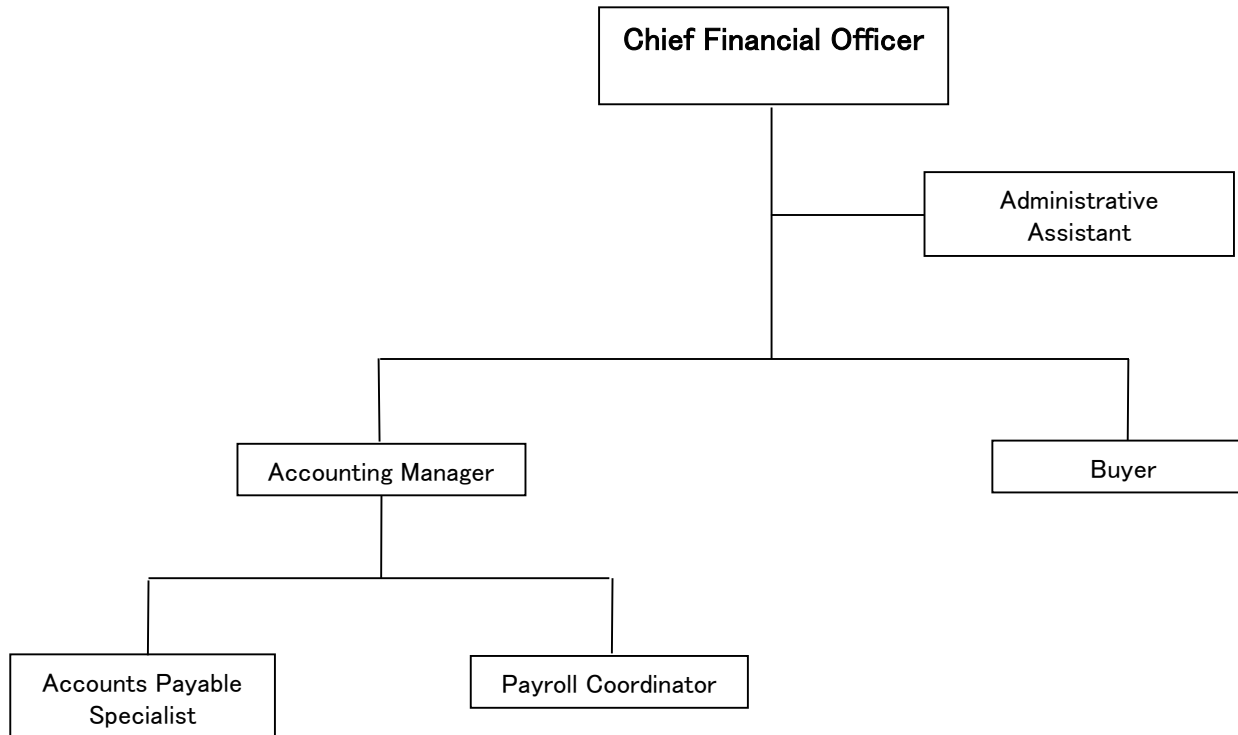 Chief Financial Officer
Administrative
Assistant
Accounting Manager
Buyer
Accounts Payable
Specialist
Payroll Coordinator